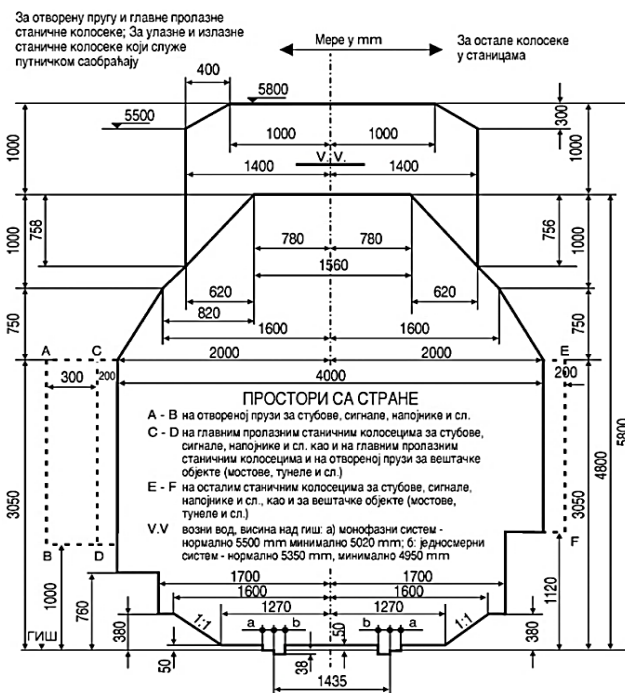 За отворену пругу и главне пролазне
станичне колосеке; За улазне и излазне
станичне колосеке који служе
путничком саобраћају
Мере у mm
За остале колосеке
у станицама
400
5800
5500
300
1000
1000
1000
1000
V. V.
1400
1400
758
756
1000
1000
780
780
1560
620
620
820
750
750
1600
1600
2000
2000
A
C
E
300
200
200
4000
ПРОСТОРИ СА СТРАНЕ
A - B на отвореној прузи за стубове, сигнале, напојнике и сл.
C - D на главним пролазним станичним колосецима за стубове,
сигнале, напојнике и сл. као и на главним пролазним
станичним колосецима и на отвореној прузи за вештачке
објекте (мостове, тунеле и сл.)
E - F на осталим станичним колосецима за стубове, сигнале,
напојнике и сл., као и за вештачке објекте (мостове,
тунеле и сл.)
V.V возни вод, висина над гиш: а) монофазни систем -
нормално 5500 mm минимално 5020 mm; б: једносмерни
систем - нормално 5350 mm, минимално 4950 mm
3050
3050
4800
5800
B
D
F
1000
760
1120
1700
1700
1600
1600
1270
1270
1:1
1:1
a
b
b
a
50
380
380
ГИШ
50
38
1435